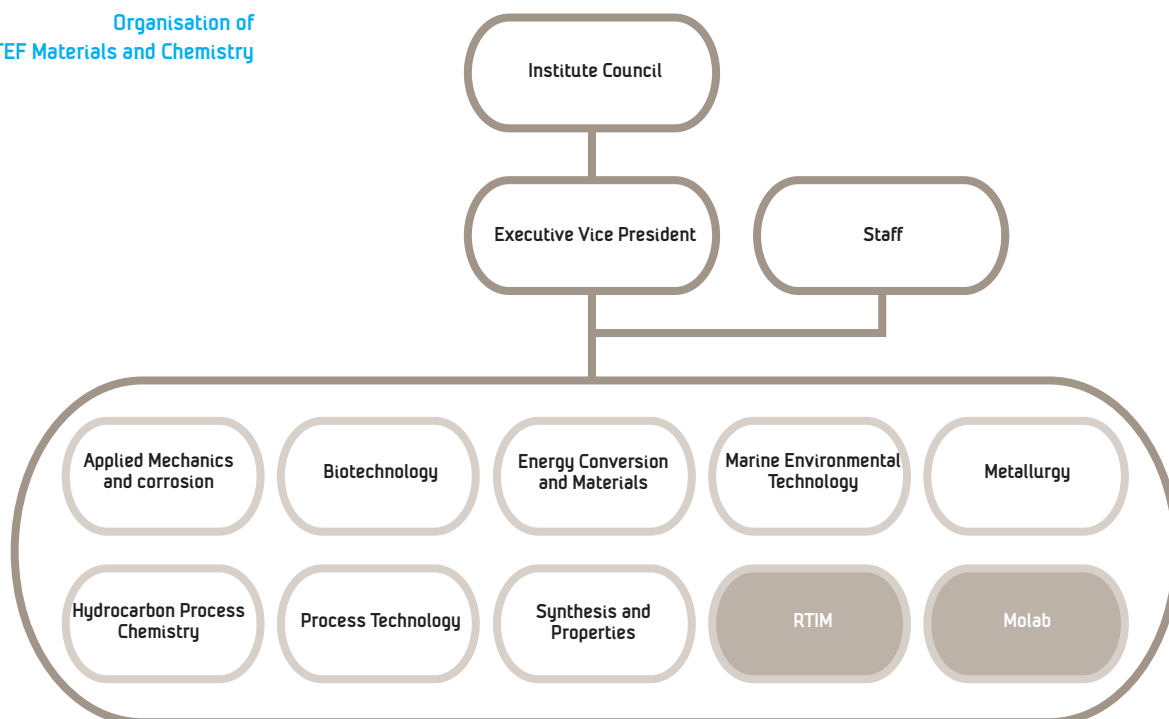 Organisation of
TEF Materials and Chemistry
Institute Council
Executive Vice President
Staff
Applied Mechanics
and corrosion
Biotechnology
Energy Conversion
and Materials
Marine Environmental
Technology
Metallurgy
Hydrocarbon Process
Chemistry
Process Technology
Synthesis and
Properties
RTIM
Molab